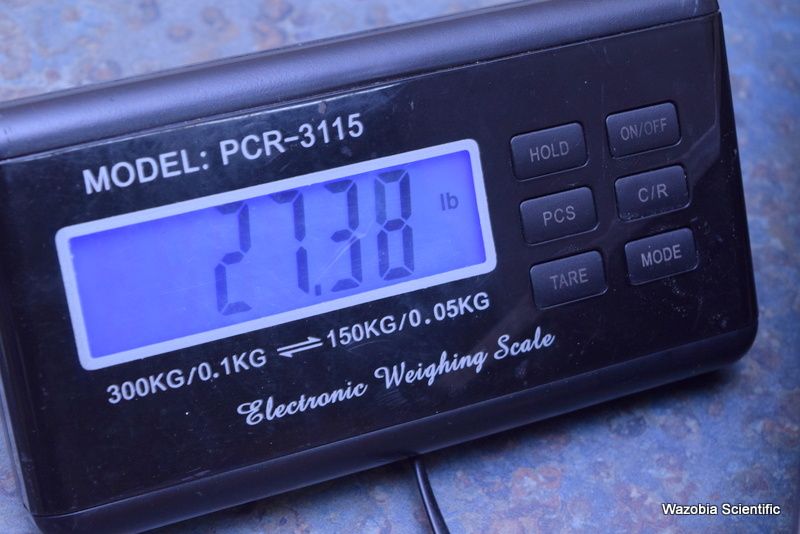 MODEL: PCR-3115
27.38 lb
300KG/0.1KG ⇌ 150KG/0.05KG
Electronic Weighing Scale
HOLD ON/OFF
PCS C/R
TARE MODE
Wazobia Scientific